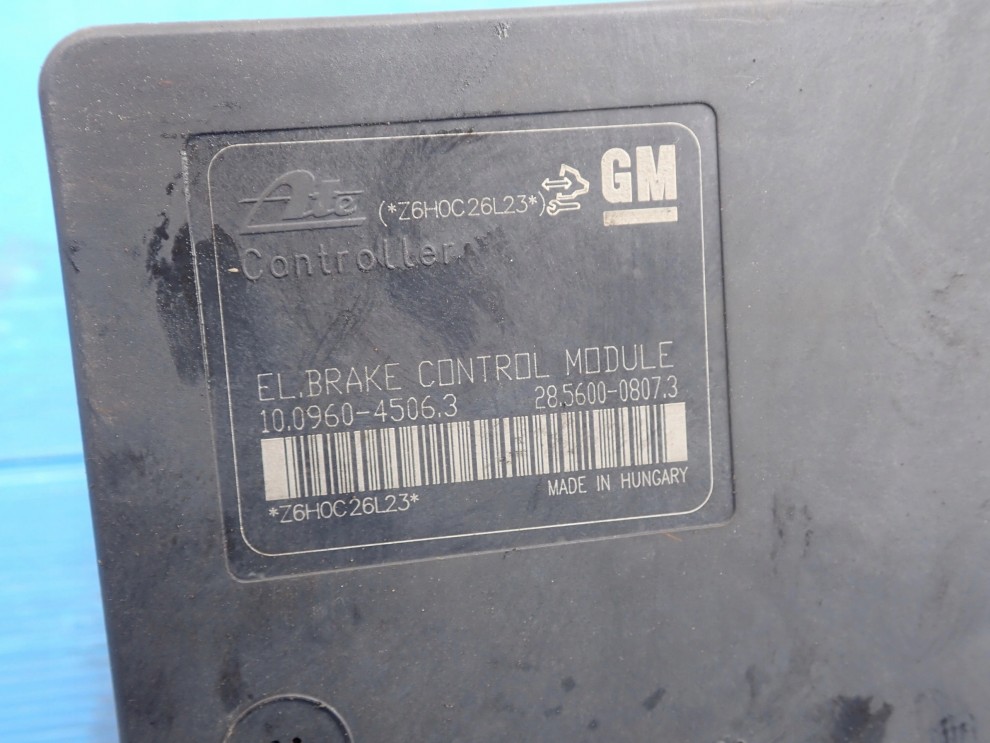 Ate (*Z6H0C26L23*) GM
Controller
EL.BRAKE CONTROL MODULE
10.0960-4506.3 28.5600-0807.3
*Z6H0C26L23* MADE IN HUNGARY